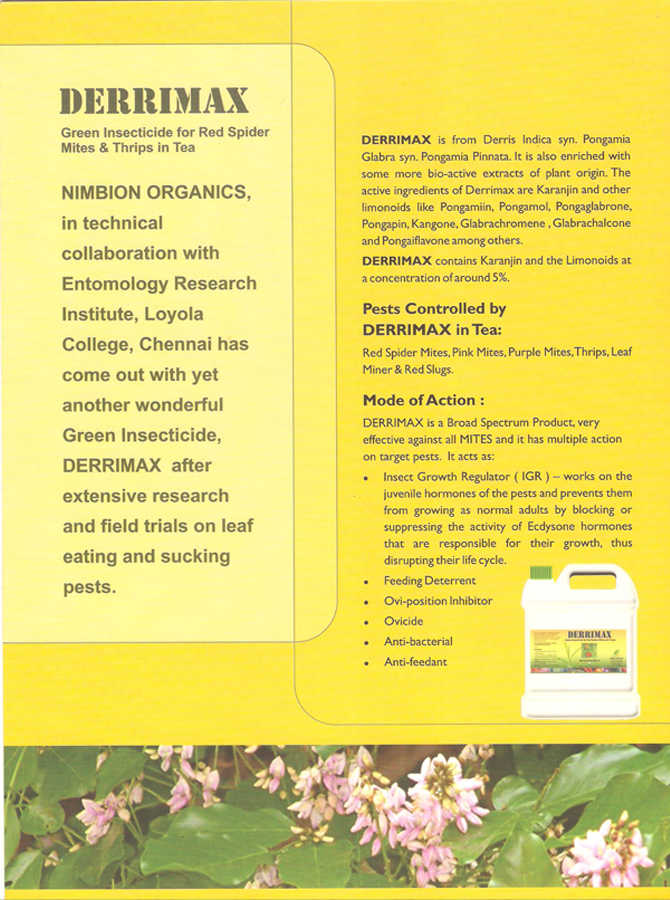 DERRIMAX
Green Insecticide for Red Spider
Mites & Thrips in Tea
NIMBION ORGANICS,
in technical
collaboration with
Entomology Research
Institute, Loyola
College, Chennai has
come out with yet
another wonderful
Green Insecticide,
DERRIMAX after
extensive research
and field trials on leaf
eating and sucking
pests.
DERRIMAX is from Derris Indica syn. Pongamia
Glabra syn. Pongamia Pinnata. It is also enriched with
some more bio-active extracts of plant origin. The
active ingredients of Derrimax are Karanjin and other
limonoids like Pongamiin, Pongamol, Pongaglabrone,
Pongapin, Kangone, Glabrachromene , Glabrachalcone
and Pongaiflavone among others.
DERRIMAX contains Karanjin and the Limonoids at
a concentration of around 5%.
Pests Controlled by
DERRIMAX in Tea:
Red Spider Mites, Pink Mites, Purple Mites, Thrips, Leaf
Miner & Red Slugs.
Mode of Action :
DERRIMAX is a Broad Spectrum Product, very
effective against all MITES and it has multiple action
on target pests. It acts as:
• Insect Growth Regulator ( IGR ) – works on the
juvenile hormones of the pests and prevents them
from growing as normal adults by blocking or
suppressing the activity of Ecdysone hormones
that are responsible for their growth, thus
disrupting their life cycle.
• Feeding Deterrent
• Ovi-position Inhibitor
• Ovicide
• Anti-bacterial
• Anti-feedant
DERRIMAX